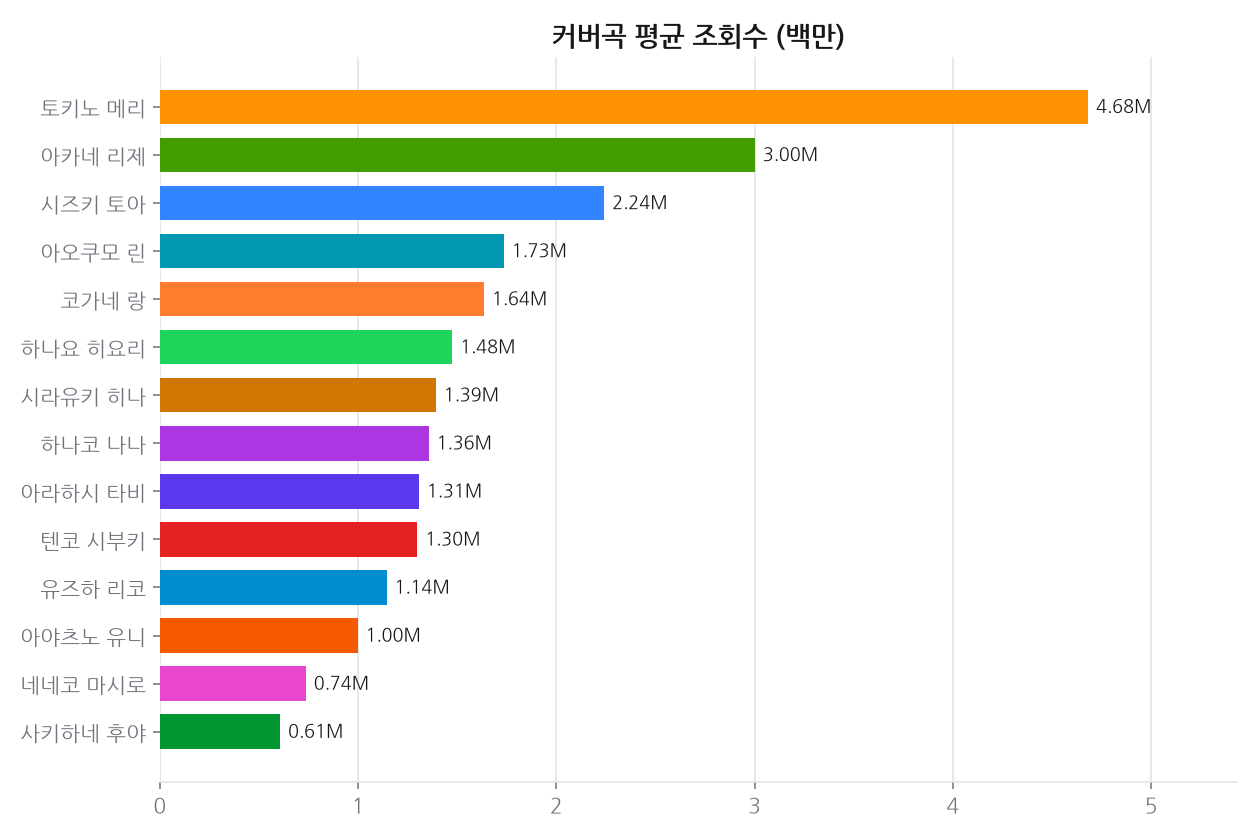 커버곡 평균 조회수 (백만)
토키노 메리 4.68M
아카네 리제 3.00M
시즈키 토아 2.24M
아오쿠모 린 1.73M
코가네 랑 1.64M
하나요 히요리 1.48M
시라유키 히나 1.39M
하나코 나나 1.36M
아라하시 타비 1.31M
텐코 시부키 1.30M
유즈하 리코 1.14M
아야츠노 유니 1.00M
네네코 마시로 0.74M
사키하네 후야 0.61M
0 1 2 3 4 5